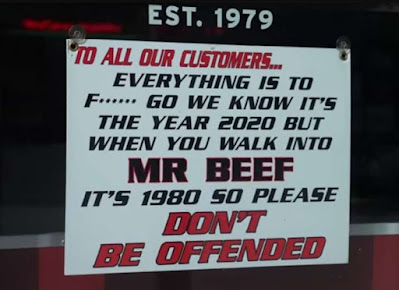 EST. 1979
TO ALL OUR CUSTOMERS...
EVERYTHING IS TO
F······ GO WE KNOW IT'S
THE YEAR 2020 BUT
WHEN YOU WALK INTO
MR BEEF
IT'S 1980 SO PLEASE
DON'T
BE OFFENDED